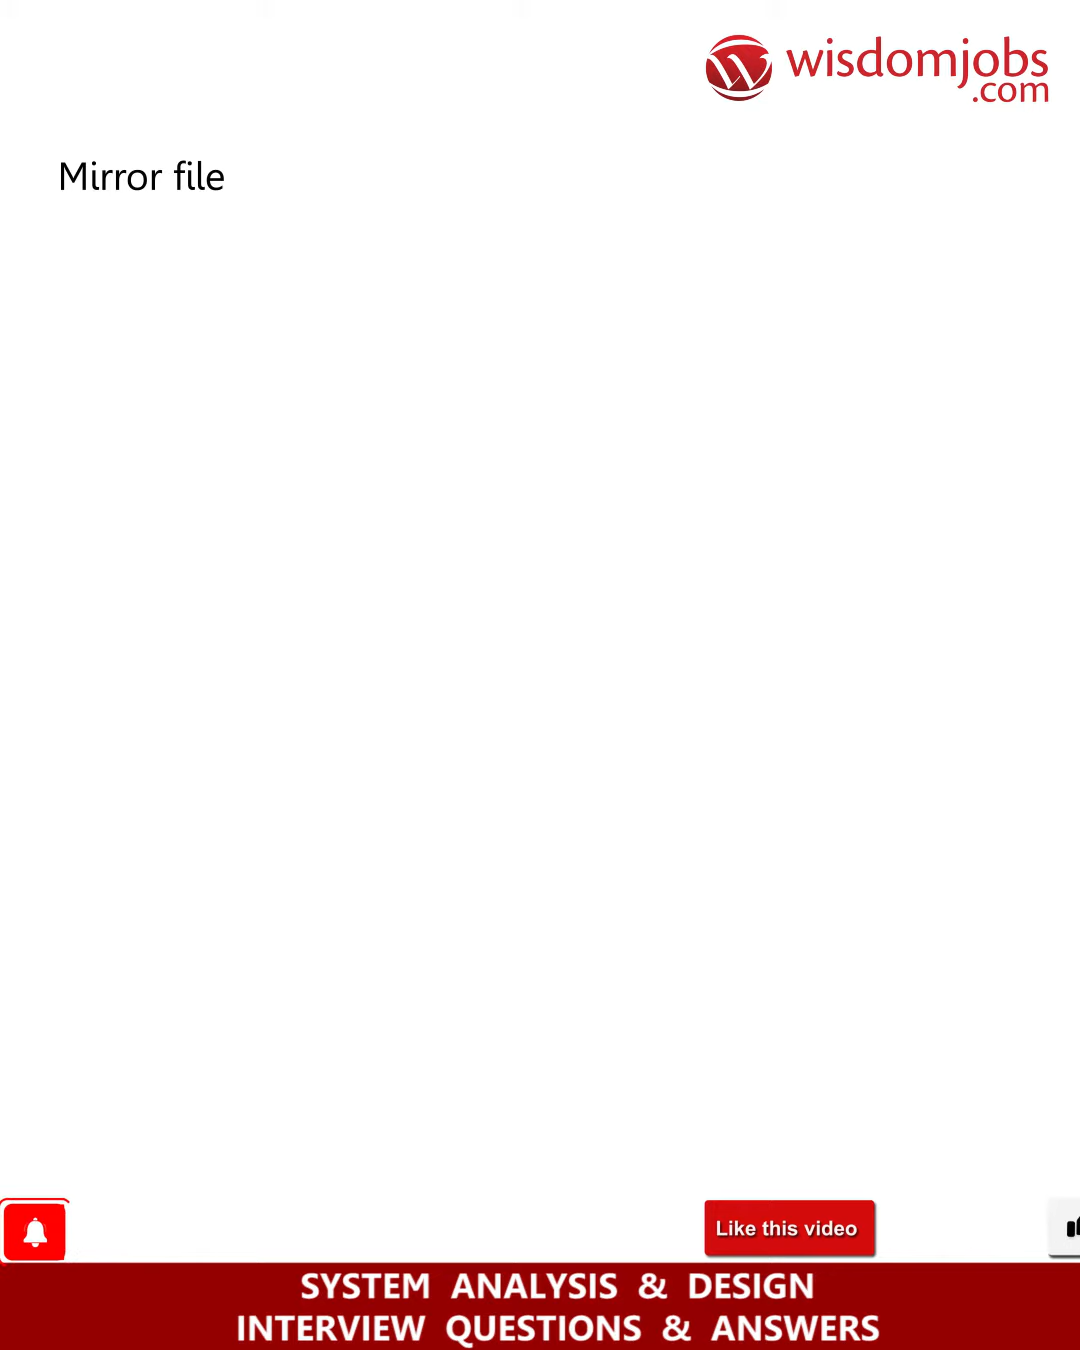 wisdomjobs
.com
Mirror file
Like this video
SYSTEM ANALYSIS & DESIGN
INTERVIEW QUESTIONS & ANSWERS